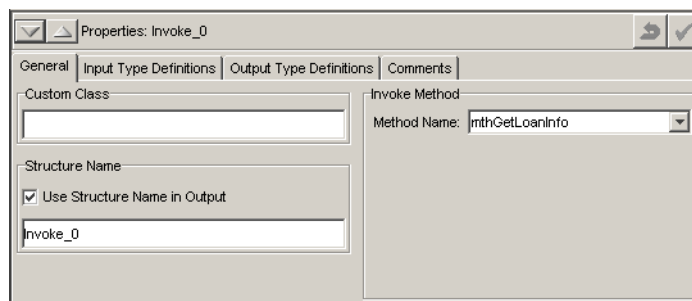 Properties: Invoke_0
General Input Type Definitions Output Type Definitions Comments
Custom Class
Invoke Method
Method Name: mthGetLoanInfo
Structure Name
Use Structure Name in Output
Invoke_0